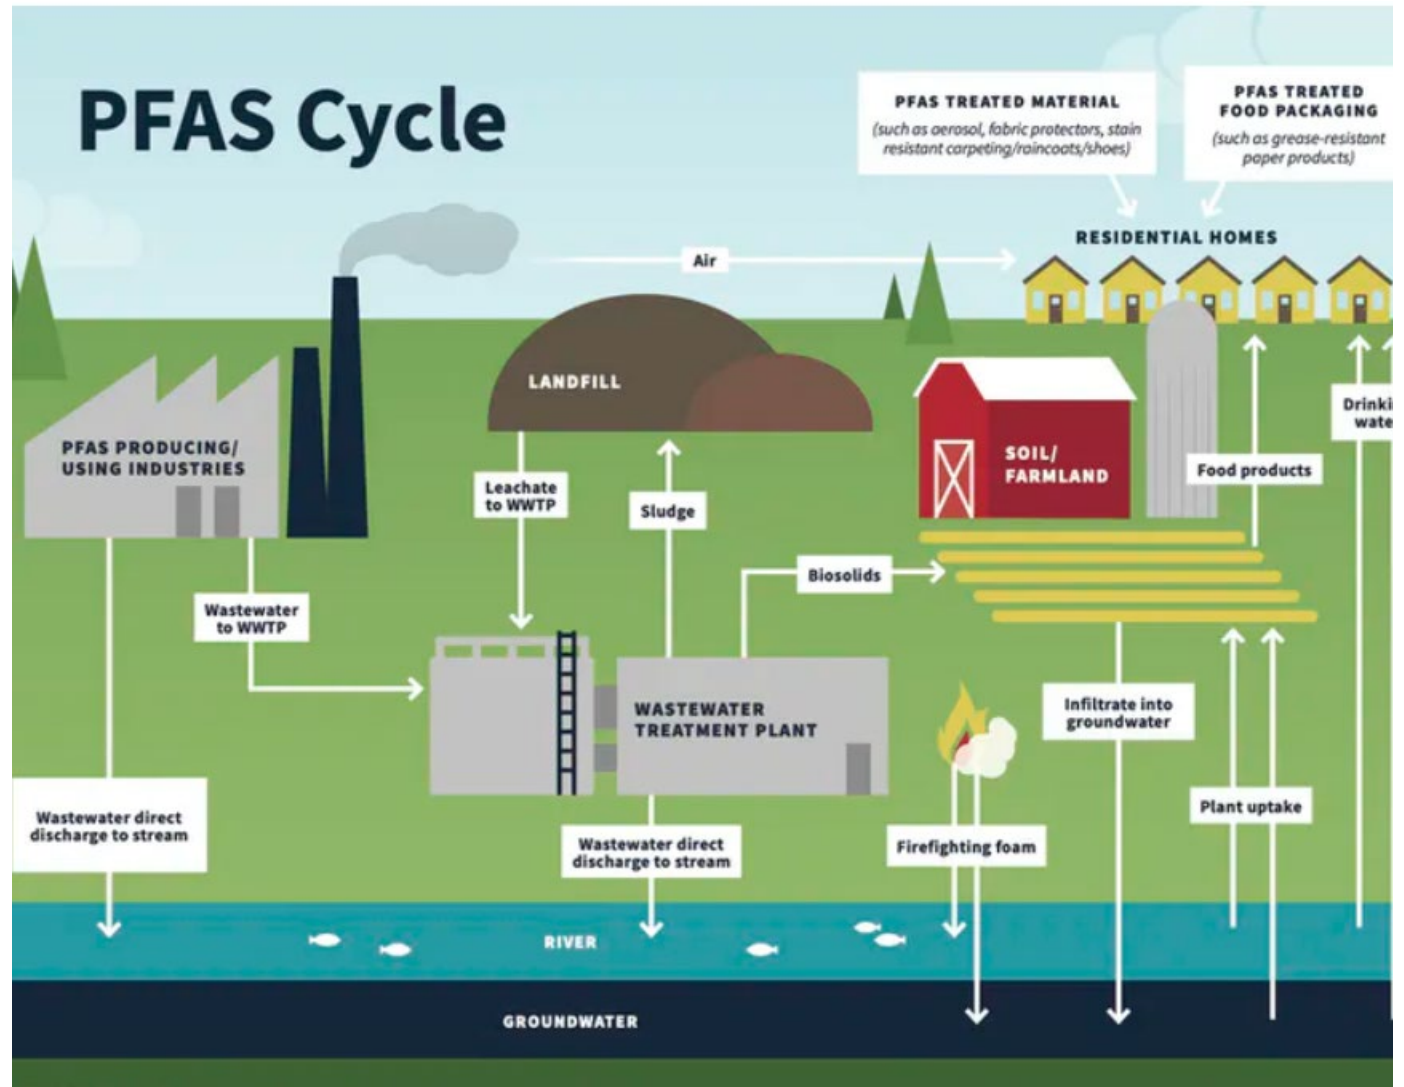 PFAS Cycle
PFAS TREATED MATERIAL
(such as aerosol, fabric protectors, stain
resistant carpeting/raincoats/shoes)
PFAS TREATED
FOOD PACKAGING
(such as grease-resistant
paper products)
RESIDENTIAL HOMES
Air
LANDFILL
PFAS PRODUCING/
USING INDUSTRIES
SOIL/
FARMLAND
Drinki
wate
Food products
Leachate
to WWTP
Sludge
Biosolids
Wastewater
to WWTP
WASTEWATER
TREATMENT PLANT
Infiltrate into
groundwater
Plant uptake
Wastewater direct
discharge to stream
Wastewater direct
discharge to stream
Firefighting foam
RIVER
GROUNDWATER